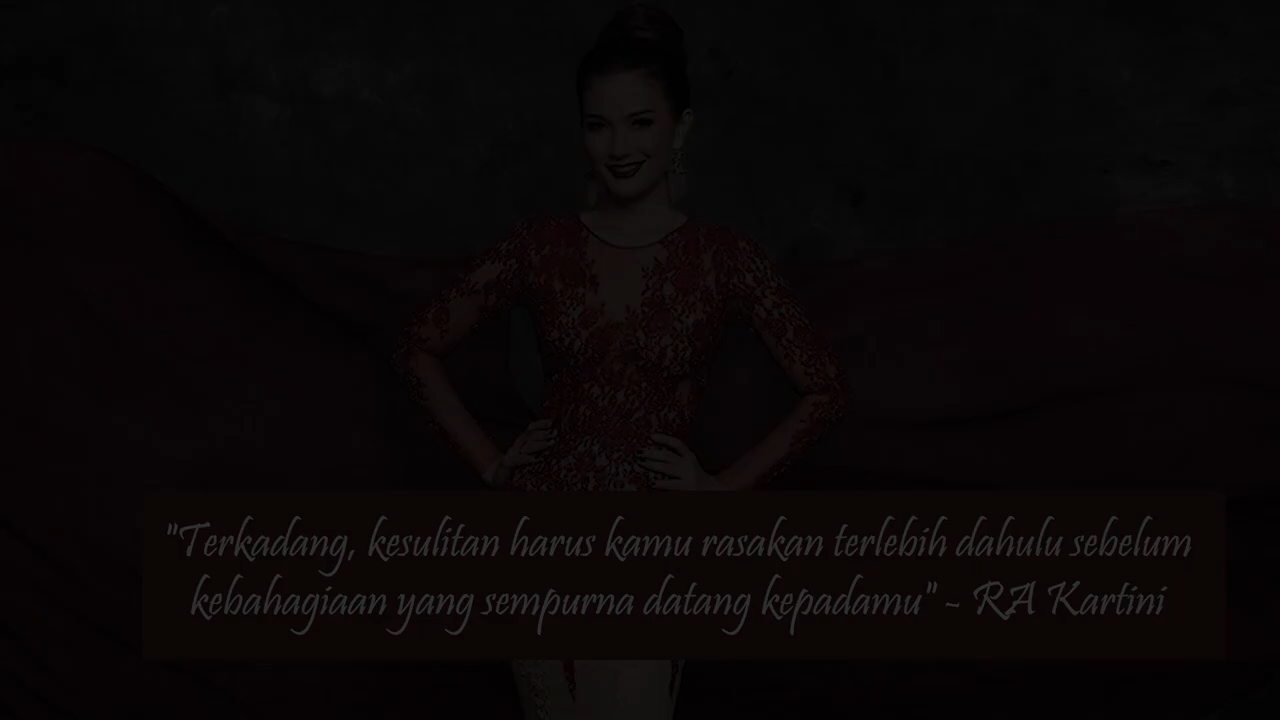 "Terkadang, kesulitan harus kamu rasakan terlebih dahulu sebelum
kebahagiaan yang sempurna datang kepadamu" - RA Kartini